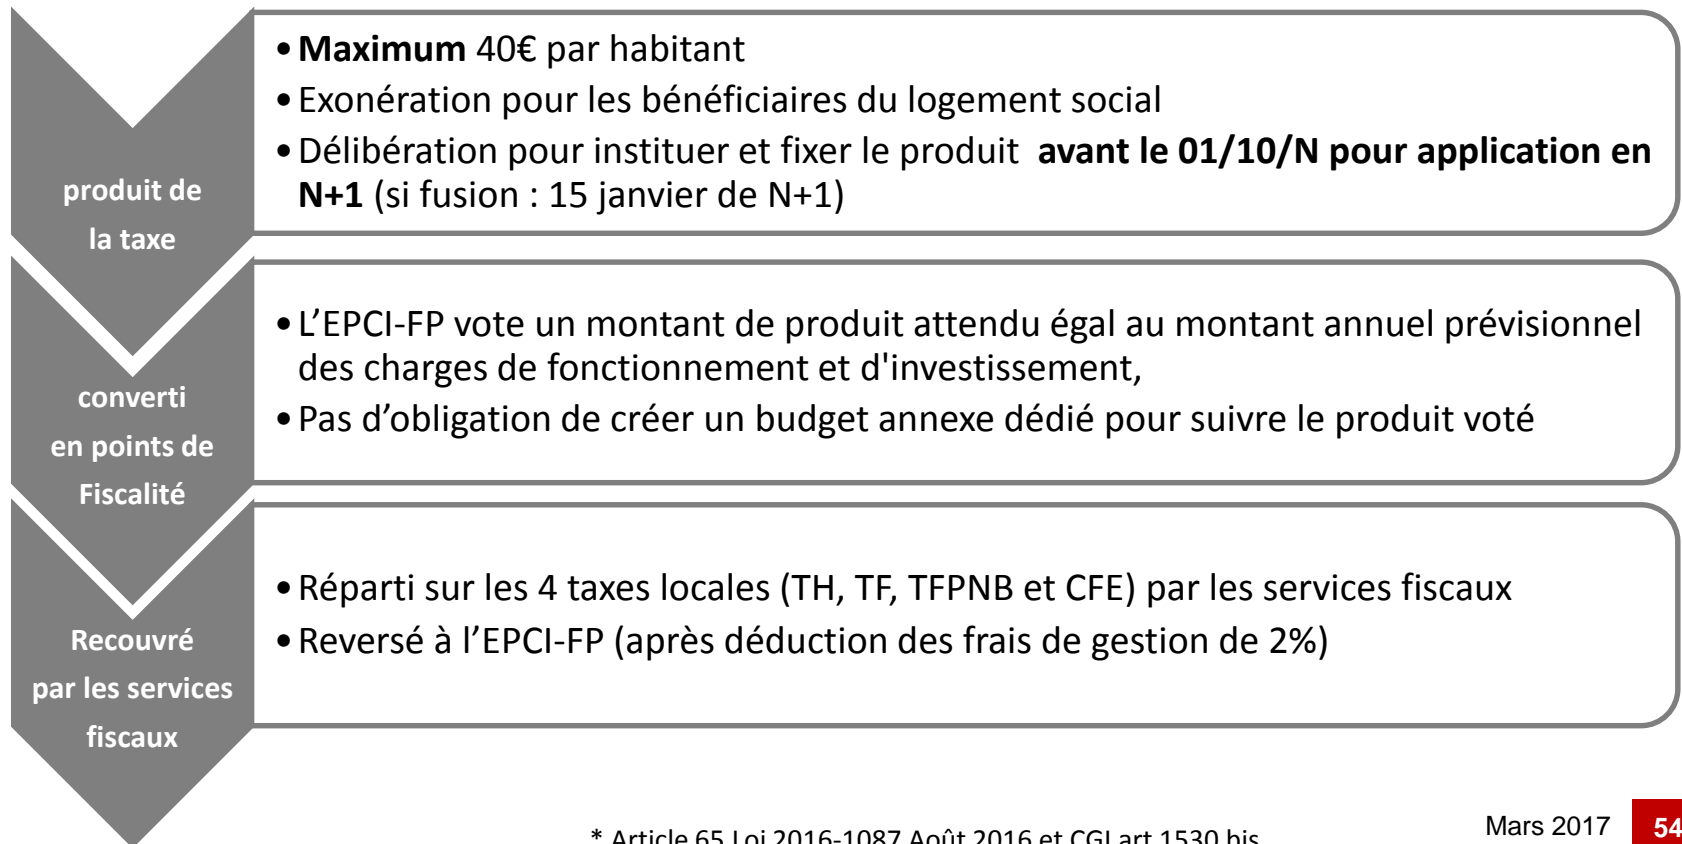 • Maximum 40€ par habitant
• Exonération pour les bénéficiaires du logement social
• Délibération pour instituer et fixer le produit avant le 01/10/N pour application en
N+1 (si fusion : 15 janvier de N+1)
produit de
la taxe
• L’EPCI-FP vote un montant de produit attendu égal au montant annuel prévisionnel
des charges de fonctionnement et d'investissement,
• Pas d’obligation de créer un budget annexe dédié pour suivre le produit voté
converti
en points de
Fiscalité
• Réparti sur les 4 taxes locales (TH, TF, TFPNB et CFE) par les services fiscaux
• Reversé à l’EPCI-FP (après déduction des frais de gestion de 2%)
Recouvré
par les services
fiscaux
* Article 65 Loi 2016-1087 Août 2016 et CGI art 1530 bis
Mars 2017
54